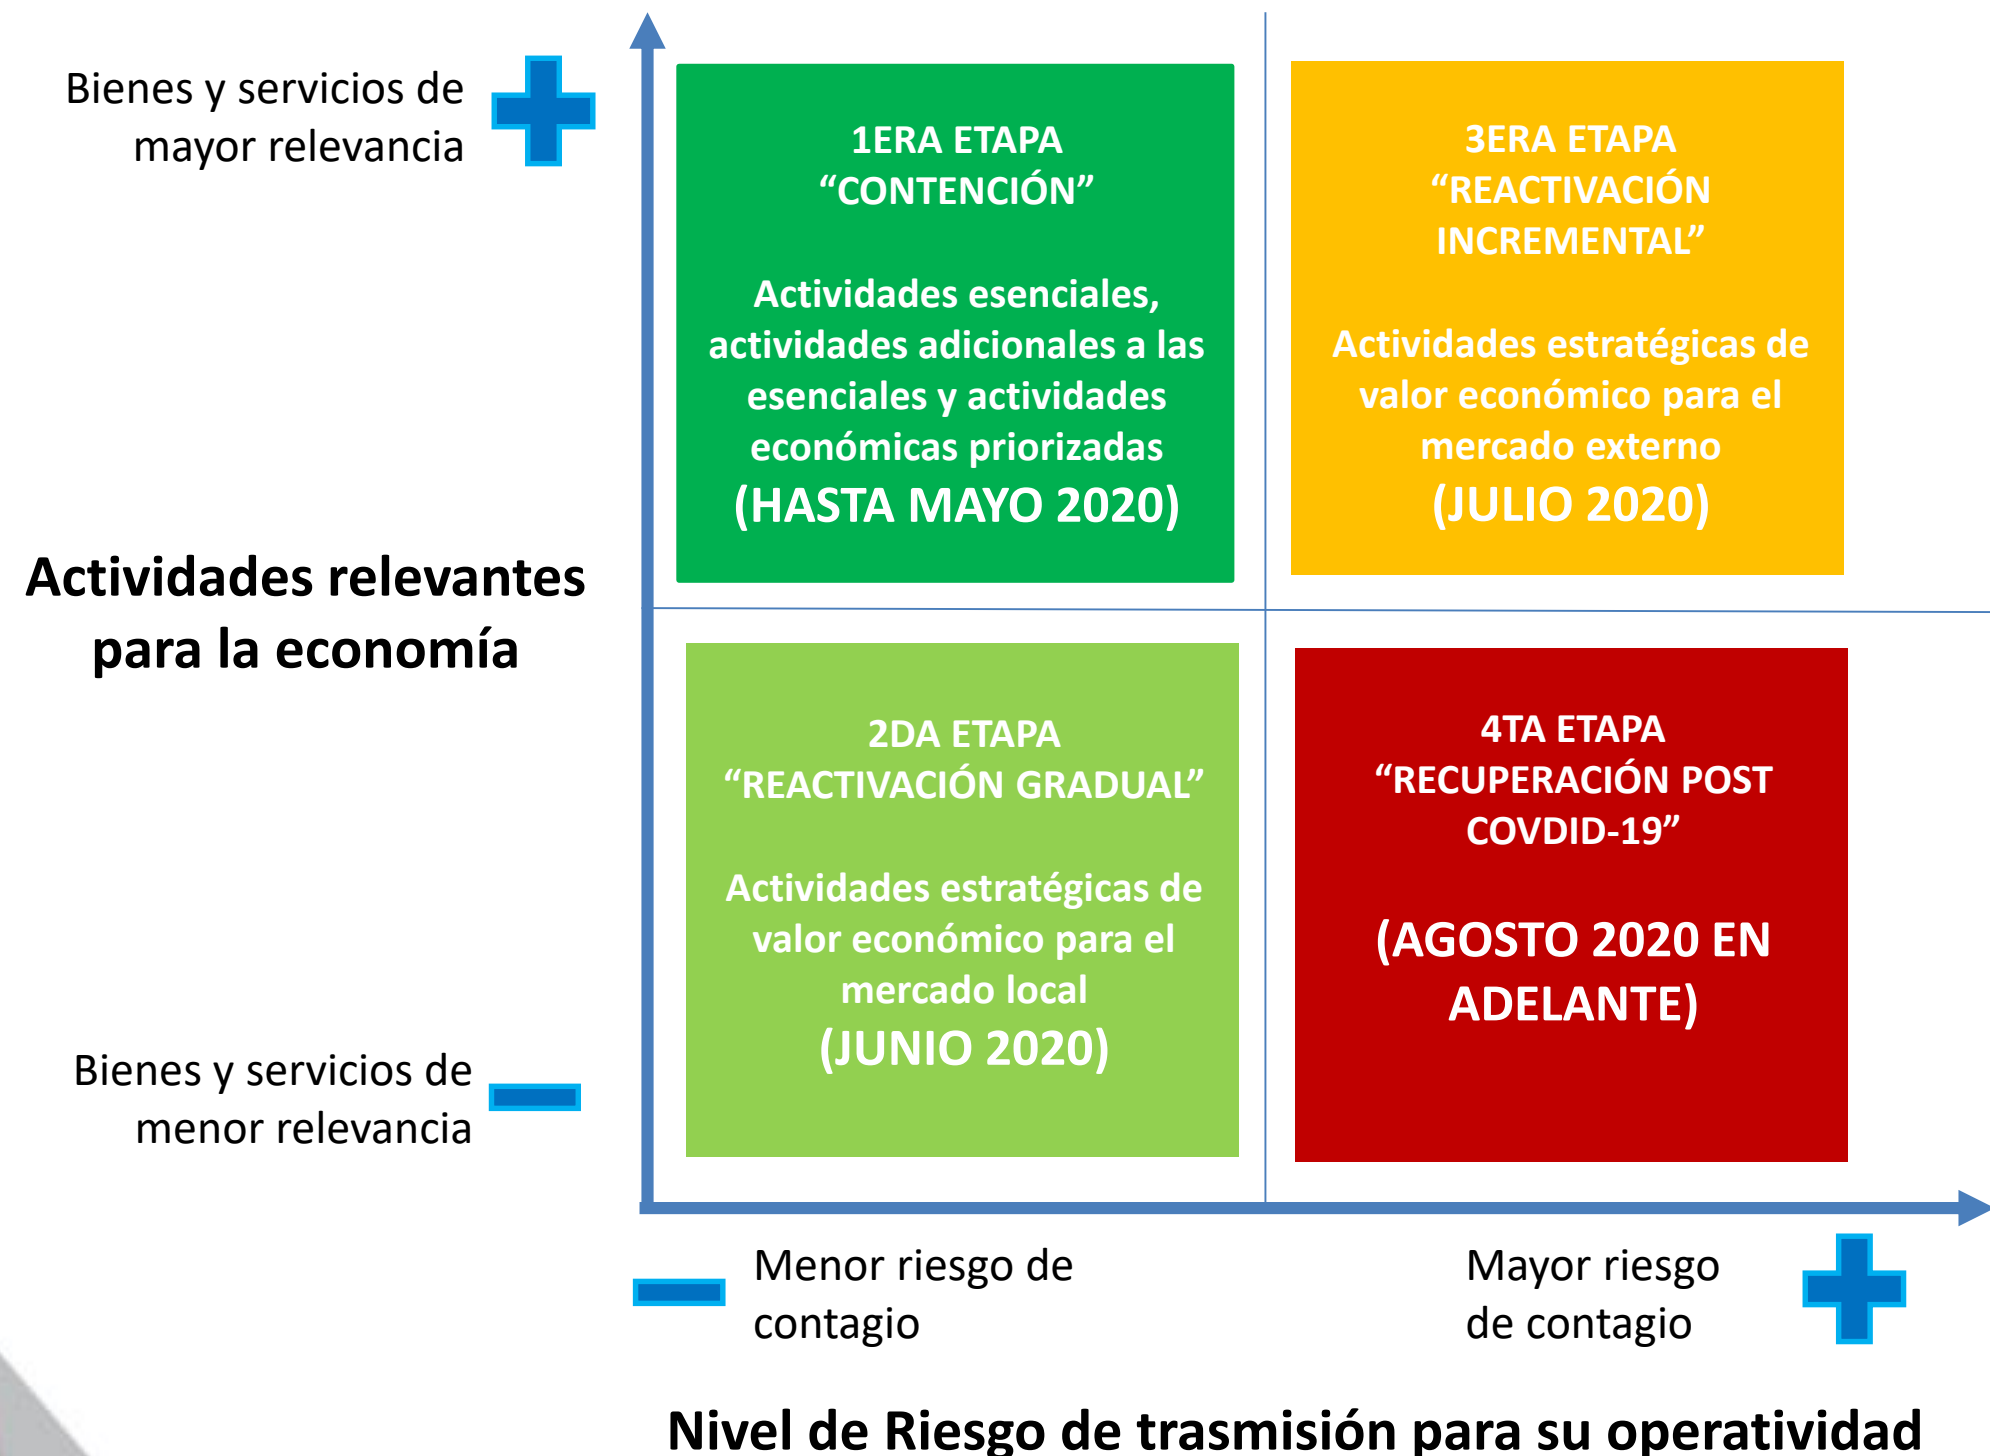 Bienes y servicios de
mayor relevancia
1ERA ETAPA
“CONTENCIÓN”
Actividades esenciales,
actividades adicionales a las
esenciales y actividades
económicas priorizadas
(HASTA MAYO 2020)
3ERA ETAPA
“REACTIVACIÓN
INCREMENTAL”
Actividades estratégicas de
valor económico para el
mercado externo
(JULIO 2020)
Actividades relevantes
para la economía
2DA ETAPA
“REACTIVACIÓN GRADUAL”
Actividades estratégicas de
valor económico para el
mercado local
(JUNIO 2020)
4TA ETAPA
“RECUPERACIÓN POST
COVDID-19”
(AGOSTO 2020 EN
ADELANTE)
Bienes y servicios de
menor relevancia
Menor riesgo de
contagio
Mayor riesgo
de contagio
Nivel de Riesgo de trasmisión para su operatividad